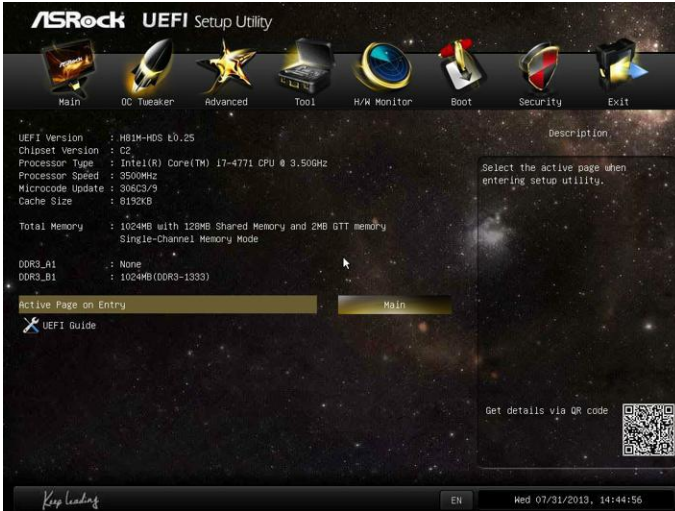 ASRock UEFI Setup Utility
Main OC Tweaker Advanced Tool H/W Monitor Boot Security Exit
UEFI Version : H81M-HDS L0.25
Chipset Version : C2
Processor Type : Intel(R) Core(TM) i7-4771 CPU @ 3.50GHz
Processor Speed : 3500MHz
Microcode Update : 306C3/9
Cache Size : 8192KB
Total Memory : 1024MB with 128MB Shared Memory and 2MB GTT memory
Single-Channel Memory Mode
DDR3_A1 : None
DDR3_B1 : 1024MB(DDR3-1333)
Active Page on Entry Main
UEFI Guide
Description
Select the active page when
entering setup utility.
Get details via QR code
Keep Leading
EN Wed 07/31/2013, 14:44:56